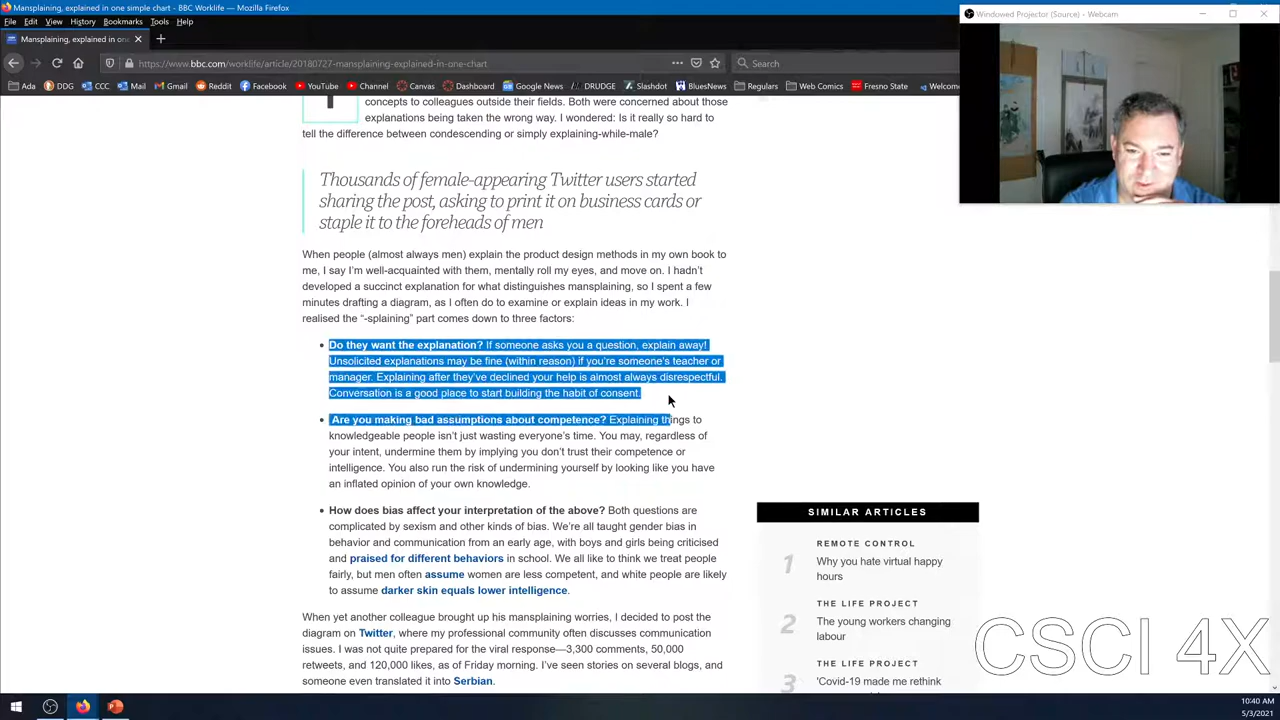 Mansplaining, explained in one simple chart - BBC Worklife - Mozilla Firefox
File Edit View History Bookmarks Tools Help
Windowed Projector (Source) - Webcam
Mansplaining, explained in one
https://www.bbc.com/worklife/article/20180727-mansplaining-explained-in-one-chart
Search
Ada DDG CCC Mail Gmail Reddit Facebook YouTube Channel Canvas Dashboard Google News DRUDGE Slashdot BluesNews Regulars Web Comics Fresno State Welcome
concepts to colleagues outside their fields. Both were concerned about those
explanations being taken the wrong way. I wondered: Is it really so hard to
tell the difference between condescending or simply explaining-while-male?
Thousands of female-appearing Twitter users started
sharing the post, asking to print it on business cards or
staple it to the foreheads of men
When people (almost always men) explain the product design methods in my own book to
me, I say I'm well-acquainted with them, mentally roll my eyes, and move on. I hadn't
developed a succinct explanation for what distinguishes mansplaining, so I spent a few
minutes drafting a diagram, as I often do to examine or explain ideas in my work. I
realised the “-splaining” part comes down to three factors:
• Do they want the explanation? If someone asks you a question, explain away!
Unsolicited explanations may be fine (within reason) if you're someone's teacher or
manager. Explaining after they've declined your help is almost always disrespectful.
Conversation is a good place to start building the habit of consent.
• Are you making bad assumptions about competence? Explaining things to
knowledgeable people isn't just wasting everyone's time. You may, regardless of
your intent, undermine them by implying you don't trust their competence or
intelligence. You also run the risk of undermining yourself by looking like you have
an inflated opinion of your own knowledge.
• How does bias affect your interpretation of the above? Both questions are
complicated by sexism and other kinds of bias. We're all taught gender bias in
behavior and communication from an early age, with boys and girls being criticised
and praised for different behaviors in school. We all like to think we treat people
fairly, but men often assume women are less competent, and white people are likely
to assume darker skin equals lower intelligence.
When yet another colleague brought up his mansplaining worries, I decided to post the
diagram on Twitter, where my professional community often discusses communication
issues. I was not quite prepared for the viral response—3,300 comments, 50,000
retweets, and 120,000 likes, as of Friday morning. I've seen stories on several blogs, and
someone even translated it into Serbian.
SIMILAR ARTICLES
REMOTE CONTROL
1 Why you hate virtual happy
hours
THE LIFE PROJECT
2 The young workers changing
labour
THE LIFE PROJECT
3 'Covid-19 made me rethink
CSCI 4X
10:40 AM
5/3/2021